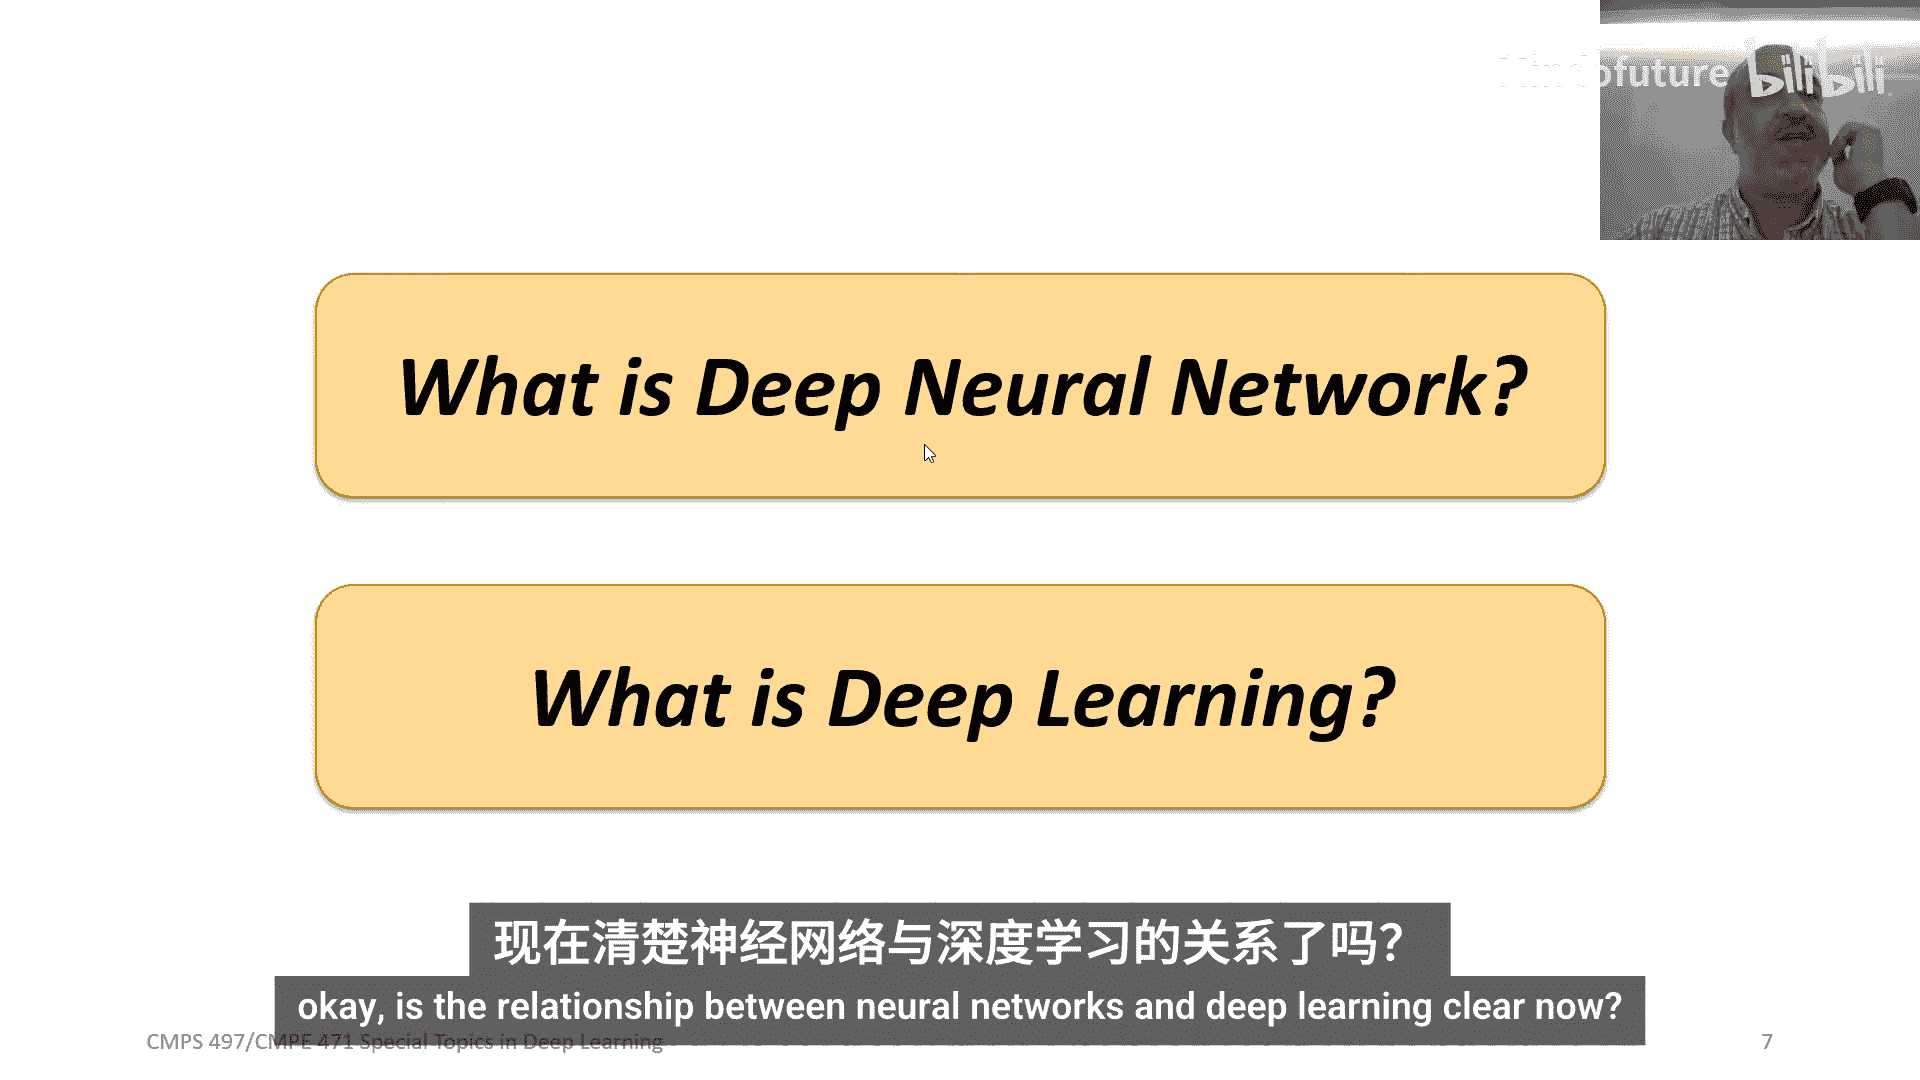 ofuture bilibili
What is Deep Neural Network?
What is Deep Learning?
现在清楚神经网络与深度学习的关系了吗?
okay, is the relationship between neural networks and deep learning clear now?
CMPS 497/CMPE 471 Special Topics in Deep Learning
7